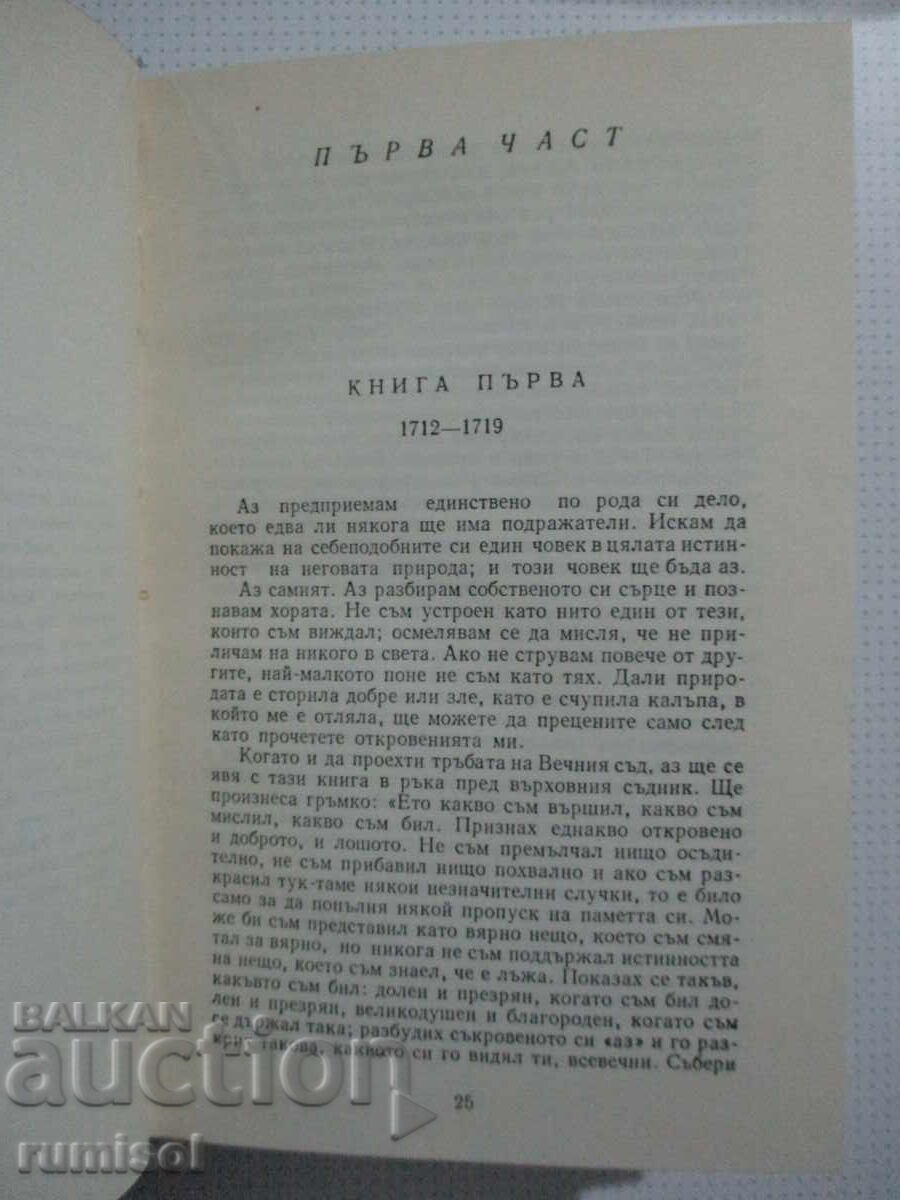 ПЪРВА ЧАСТ
КНИГА ПЪРВА
1712—1719
Аз предприемам единствено по рода си дело,
което едва ли някога ще има подражатели. Искам да
покажа на себеподобните си един човек в цялата истин-
ност на неговата природа; и този човек ще бъда аз.
Аз самият. Аз разбирам собственото си сърце и поз-
навам хората. Не съм устроен като нито един от тези,
които съм виждал; осмелявам се да мисля, че не при-
личам на никого в света. Ако не струвам повече от дру-
гите, най-малкото поне не съм като тях. Дали приро-
дата е сторила добре или зле, като е счупила калъпа, в
който ме е отляла, ще можете да прецените само след
като прочетете откровенията ми.
Когато и да проехти тръбата на Вечния съд, аз ще се
явя с тази книга в ръка пред върховния съдник. Ще
произнеса гръмко: «Ето какво съм вършил, какво съм
мислил, какво съм бил. Признах еднакво откровено
и доброто, и лошото. Не съм премълчал нищо осъди-
телно, не съм прибавил нищо похвално и ако съм раз-
красил тук-таме някои незначителни случки, то е било
само за да попълня някой пропуск на паметта си. Мо-
же би съм представил като вярно нещо, което съм смя-
тал за вярно, но никога не съм поддържал истинността
на нещо, което съм знаел, че е лъжа. Показах се такъв,
какъвто съм бил: долен и презрян, когато съм бил до-
лен и презрян, великодушен и благороден, когато съм
се държал така; разбудих съкровеното си «аз» и го раз-
крих такова, каквото си го видял ти, всевечни. Събери
25
BALKAN
auction
rumisol